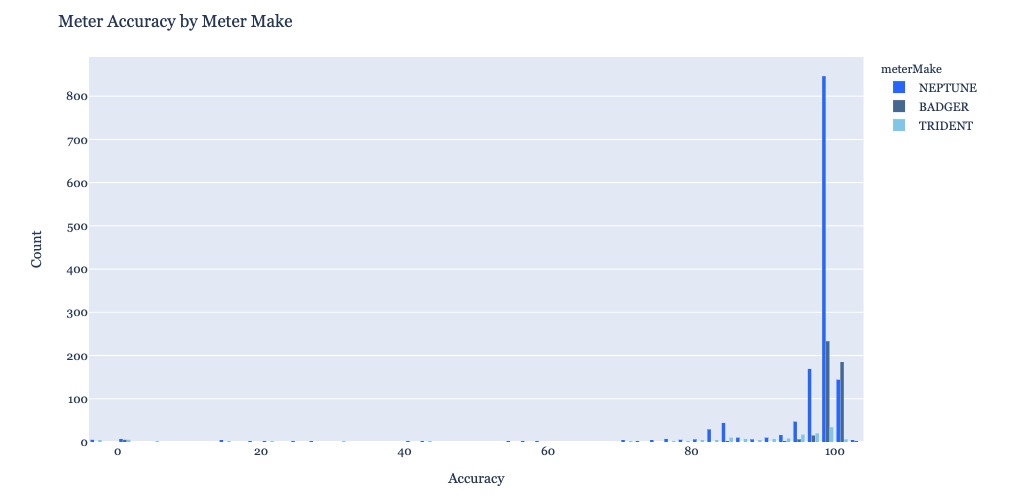 Meter Accuracy by Meter Make
meterMake
NEPTUNE
BADGER
TRIDENT
Count
800
700
600
500
400
300
200
100
0
0 20 40 60 80 100
Accuracy